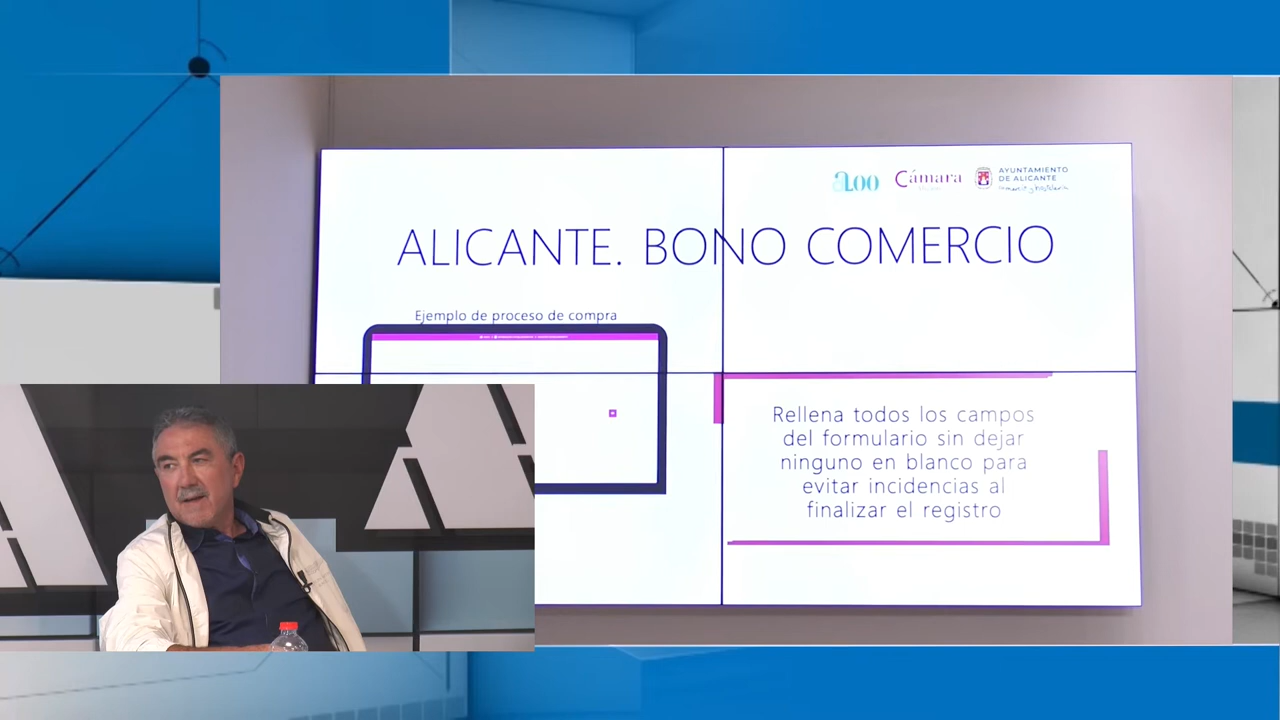 a100
Cámara
AYUNTAMIENTO
DE ALICANTE
ALICANTE. BONO COMERCIO
Ejemplo de proceso de compra
Rellena todos los campos
del formulario sin dejar
ninguno en blanco para
evitar incidencias al
finalizar el registro